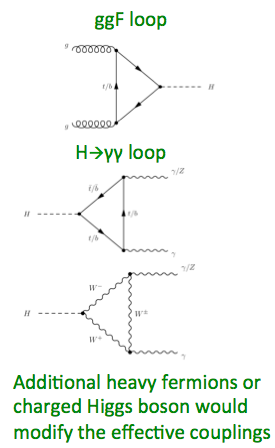 ggF loop
g
t/b
H
g
H→γγ loop
γ/Z
t/b
H
t/b
t/b
γ
γ/Z
W⁻
H
W±
W⁺
γ
Additional heavy fermions or
charged Higgs boson would
modify the effective couplings